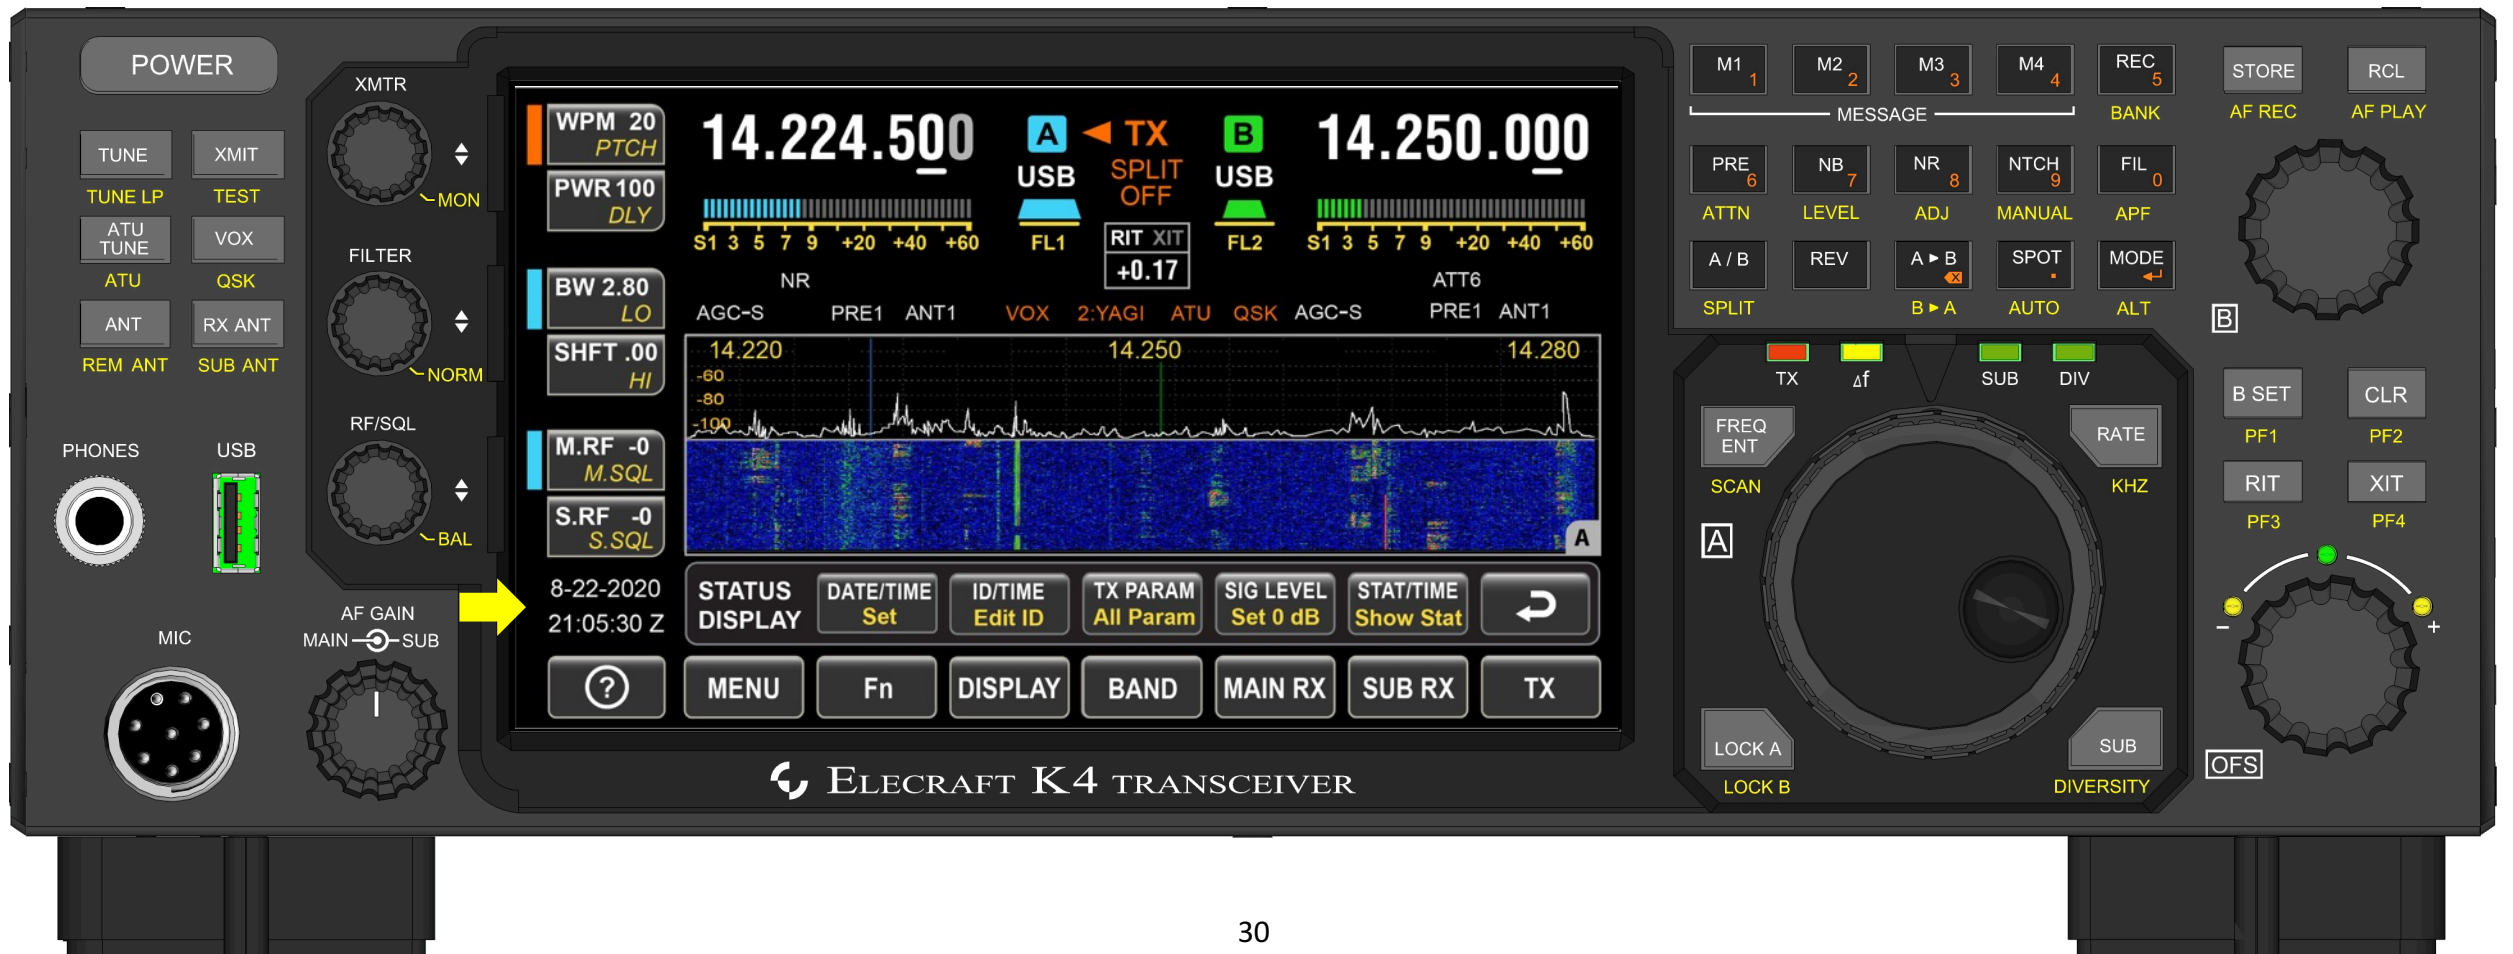 POWER
TUNE
XMIT
TUNE LP
TEST
ATU
TUNE
VOX
ATU
QSK
ANT
RX ANT
REM ANT
SUB ANT
PHONES
USB
MIC
XMTR
MON
FILTER
NORM
RF/SQL
BAL
AF GAIN
MAIN SUB
WPM 20
PTCH
PWR 100
DLY
BW 2.80
LO
SHFT .00
HI
M.RF -0
M.SQL
S.RF -0
S.SQL
8-22-2020
21:05:30 Z
14.224.500
A ◄ TX B
14.250.000
USB
SPLIT
OFF
USB
S1 3 5 7 9 +20 +40 +60
FL1
RIT XIT
+0.17
FL2
S1 3 5 7 9 +20 +40 +60
NR
ATT6
AGC-S PRE1 ANT1 VOX 2:YAGI ATU QSK AGC-S PRE1 ANT1
14.220 14.250 14.280
-60
-80
-100
A
STATUS
DISPLAY
DATE/TIME
Set
ID/TIME
Edit ID
TX PARAM
All Param
SIG LEVEL
Set 0 dB
STAT/TIME
Show Stat
? MENU Fn DISPLAY BAND MAIN RX SUB RX TX
ELECRAFT K4 TRANSCEIVER
M1 1
M2 2
M3 3
M4 4
REC 5
MESSAGE
BANK
STORE
RCL
AF REC
AF PLAY
PRE 6
NB 7
NR 8
NTCH 9
FIL 0
ATTN
LEVEL
ADJ
MANUAL
APF
A / B
REV
A ► B
SPOT .
MODE
SPLIT
B ► A
AUTO
ALT
B
TX
Δf
SUB
DIV
FREQ
ENT
SCAN
RATE
KHZ
A
LOCK A
LOCK B
SUB
DIVERSITY
B SET
CLR
PF1
PF2
RIT
XIT
PF3
PF4
− +
OFS
30